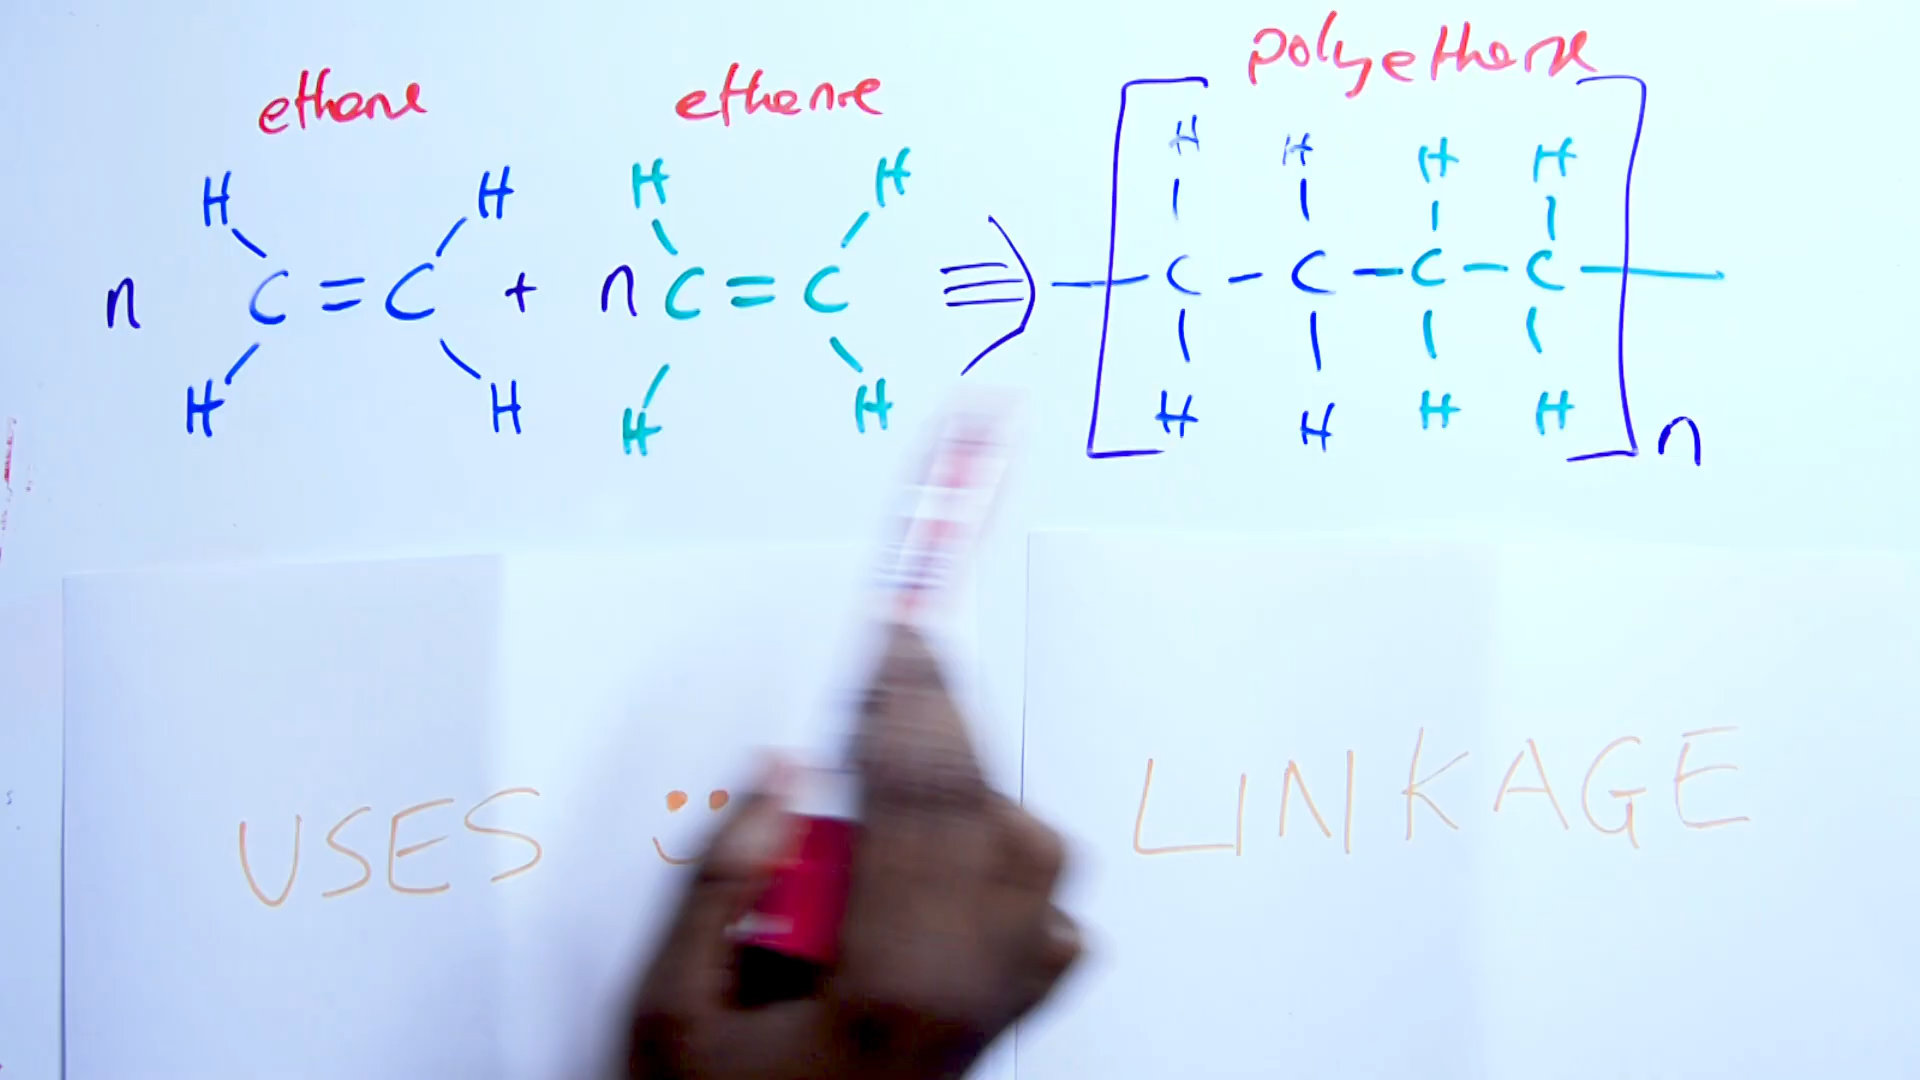 ethene ethene polyethene
H H H H H H H H
n C = C + n C = C C - C - C - C
H H H H H H H H n
USES LINKAGE